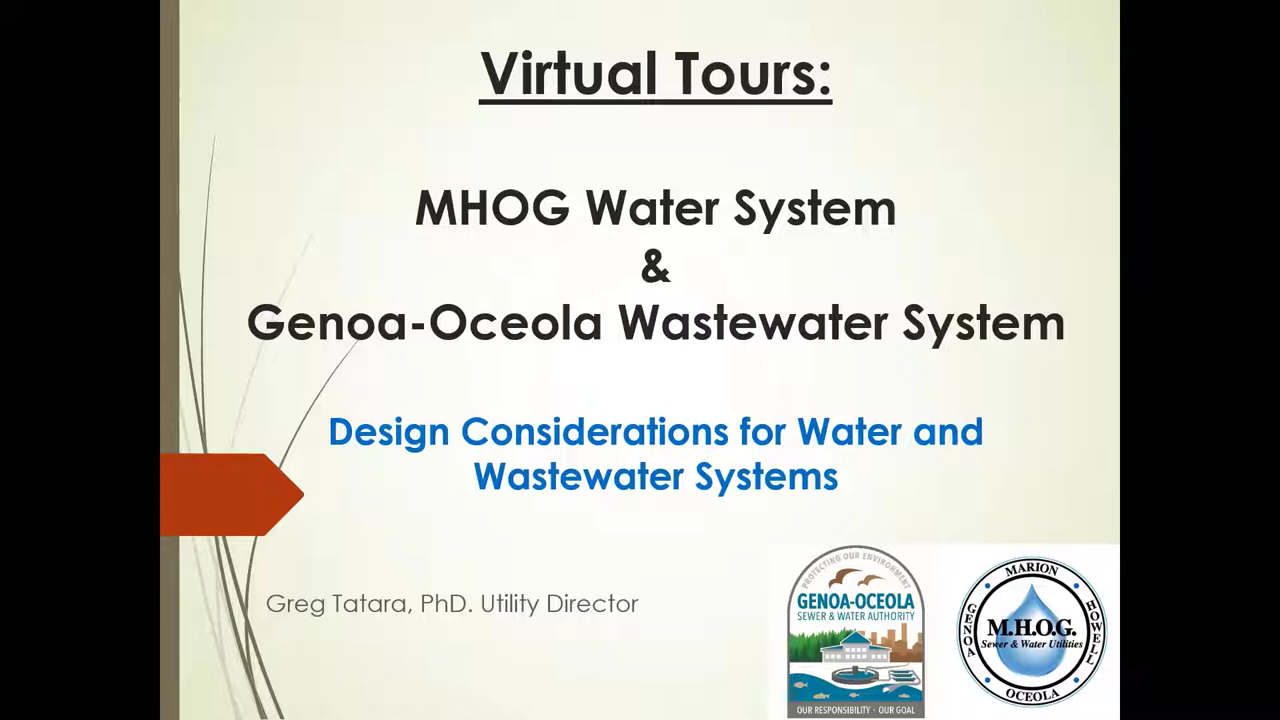 Virtual Tours:
MHOG Water System
&
Genoa-Oceola Wastewater System
Design Considerations for Water and
Wastewater Systems
Greg Tatara, PhD. Utility Director
PROTECTING OUR ENVIRONMENT
GENOA-OCEOLA
SEWER & WATER AUTHORITY
OUR RESPONSIBILITY · OUR GOAL
MARION
HOWELL
OCEOLA
GENOA
M.H.O.G.
Sewer & Water Utilities